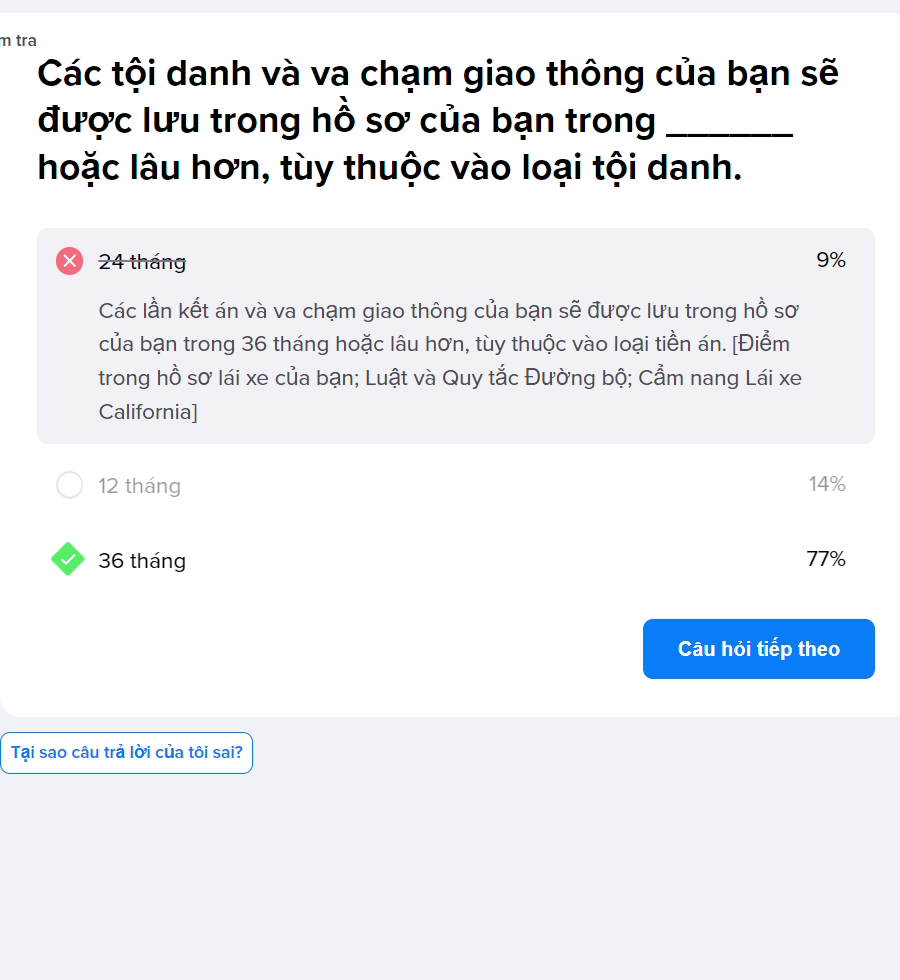 m tra
Các tội danh và va chạm giao thông của bạn sẽ
được lưu trong hồ sơ của bạn trong ______
hoặc lâu hơn, tùy thuộc vào loại tội danh.
24 tháng 9%
Các lần kết án và va chạm giao thông của bạn sẽ được lưu trong hồ sơ
của bạn trong 36 tháng hoặc lâu hơn, tùy thuộc vào loại tiền án. [Điểm
trong hồ sơ lái xe của bạn; Luật và Quy tắc Đường bộ; Cẩm nang Lái xe
California]
12 tháng 14%
36 tháng 77%
Câu hỏi tiếp theo
Tại sao câu trả lời của tôi sai?